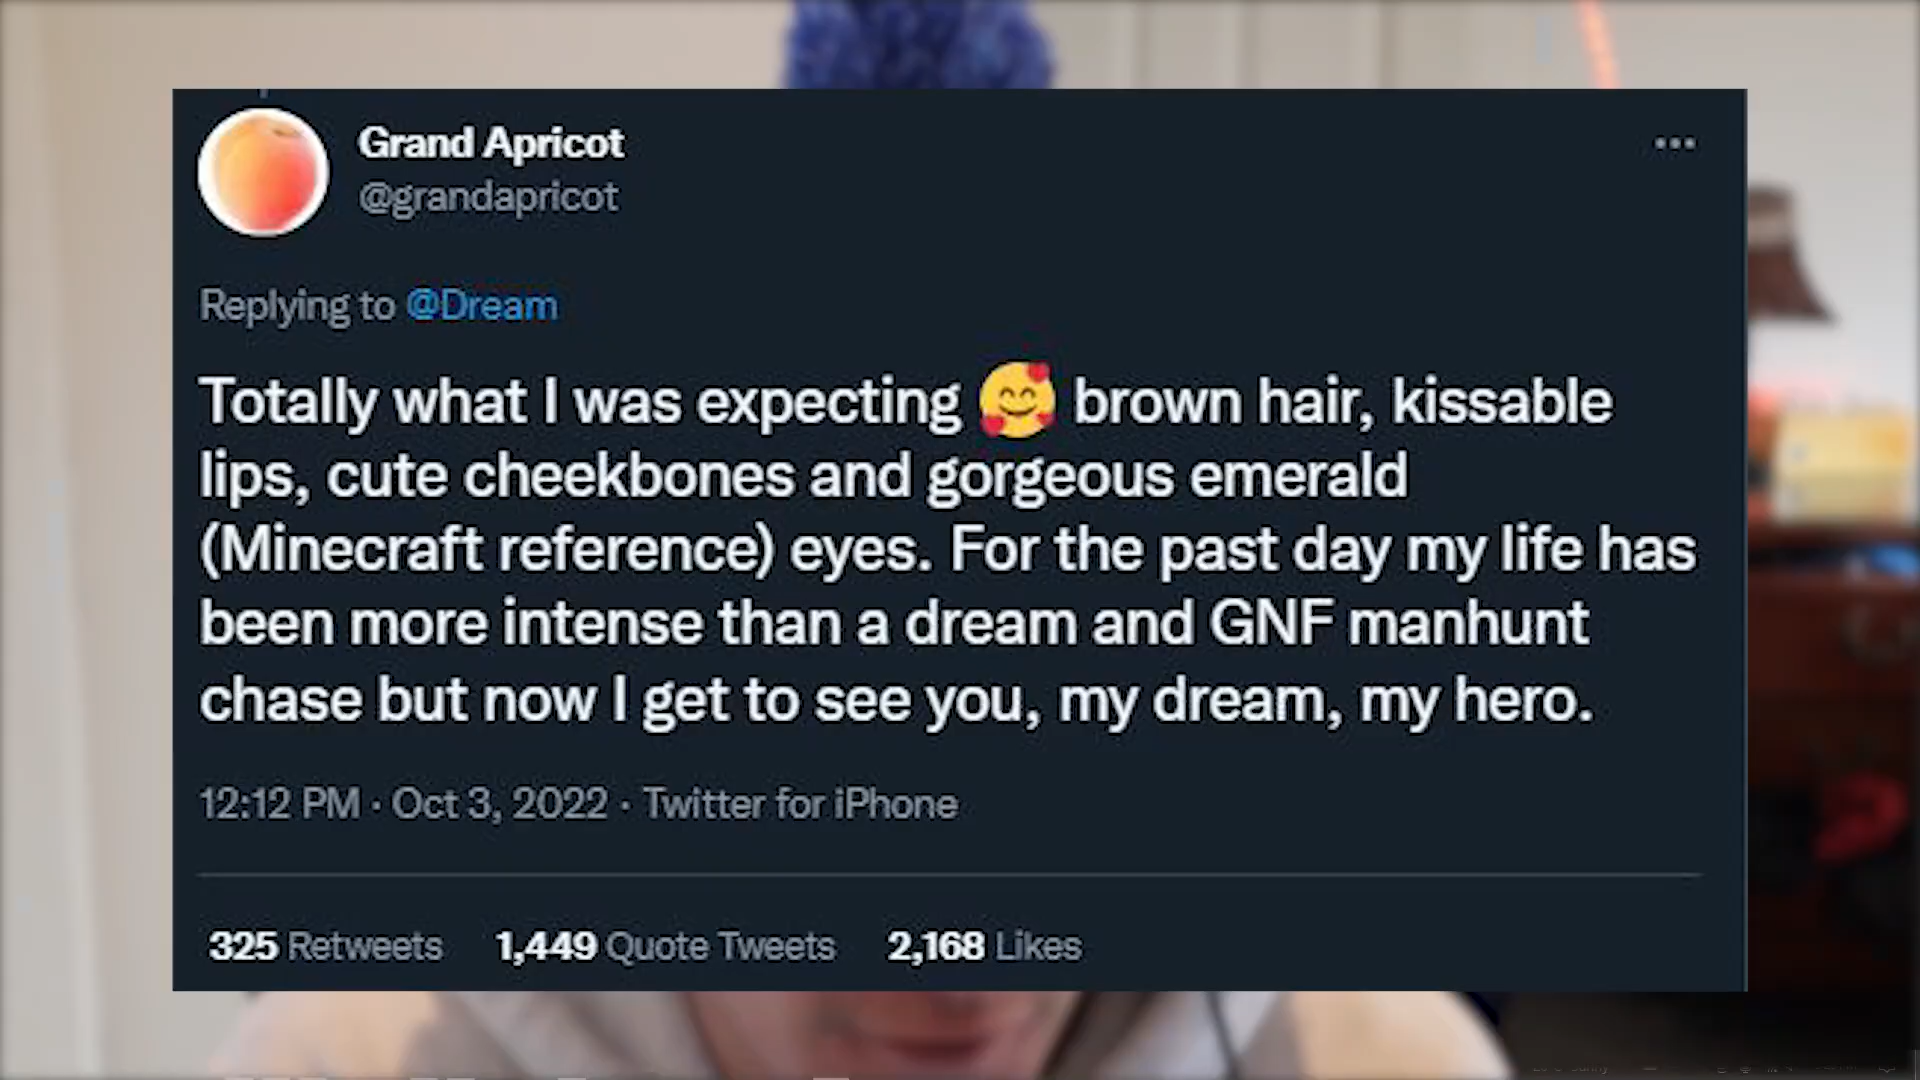 Grand Apricot
@grandapricot
Replying to @Dream
Totally what I was expecting 🥰 brown hair, kissable
lips, cute cheekbones and gorgeous emerald
(Minecraft reference) eyes. For the past day my life has
been more intense than a dream and GNF manhunt
chase but now I get to see you, my dream, my hero.
12:12 PM · Oct 3, 2022 · Twitter for iPhone
325 Retweets 1,449 Quote Tweets 2,168 Likes